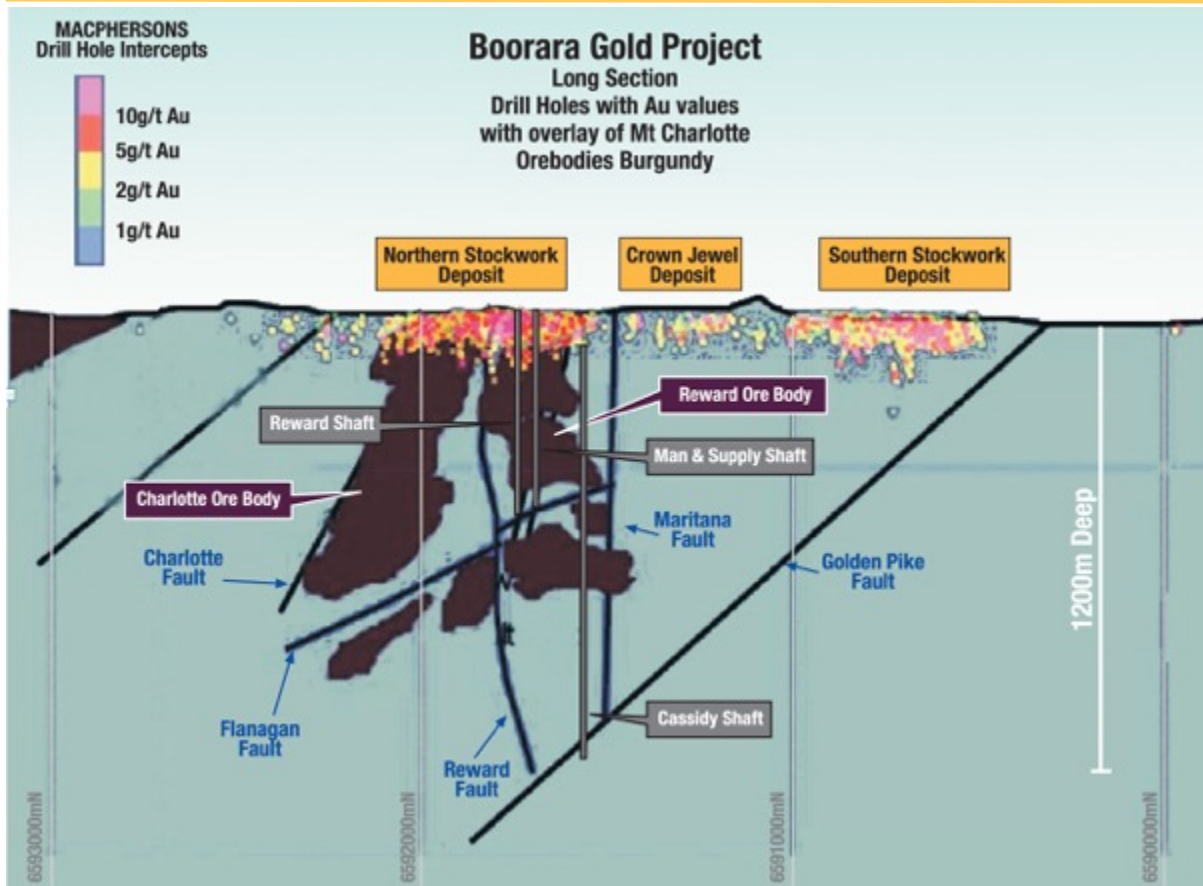 MACPHERSONS
Drill Hole Intercepts
10g/t Au
5g/t Au
2g/t Au
1g/t Au
Boorara Gold Project
Long Section
Drill Holes with Au values
with overlay of Mt Charlotte
Orebodies Burgundy
Northern Stockwork
Deposit
Crown Jewel
Deposit
Southern Stockwork
Deposit
Reward Ore Body
Reward Shaft
Man & Supply Shaft
Charlotte Ore Body
Maritana
Fault
Charlotte
Fault
Golden Pike
Fault
1200m Deep
Flanagan
Fault
Cassidy Shaft
Reward
Fault
6593000mN
6592000mN
6591000mN
6590000mN